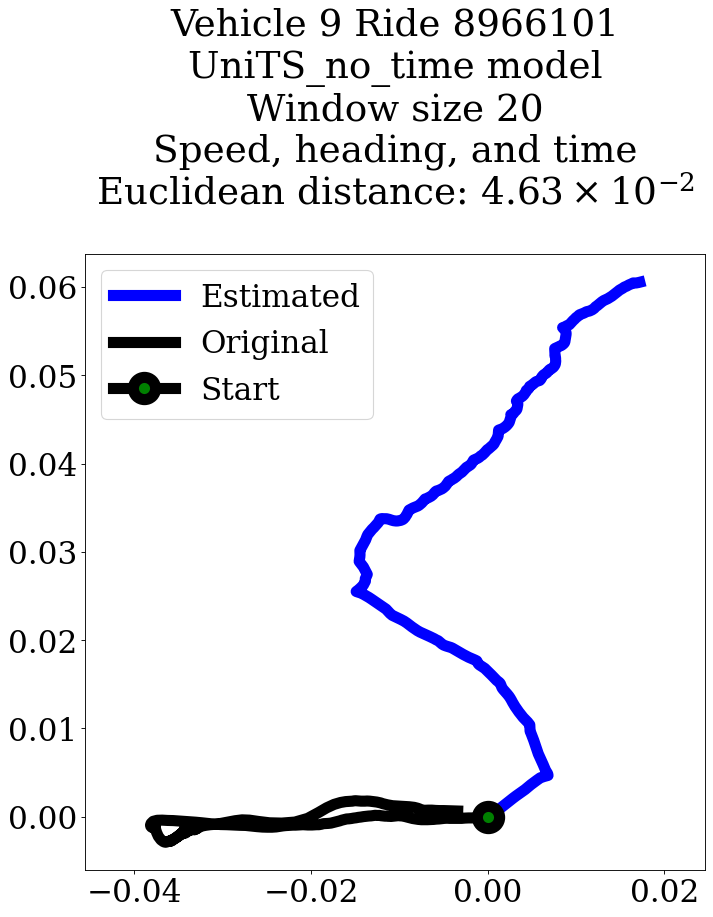 Vehicle 9 Ride 8966101
UniTS_no_time model
Window size 20
Speed, heading, and time
Euclidean distance: 4.63 × 10⁻²
Estimated
Original
Start
0.06
0.05
0.04
0.03
0.02
0.01
0.00
−0.04 −0.02 0.00 0.02